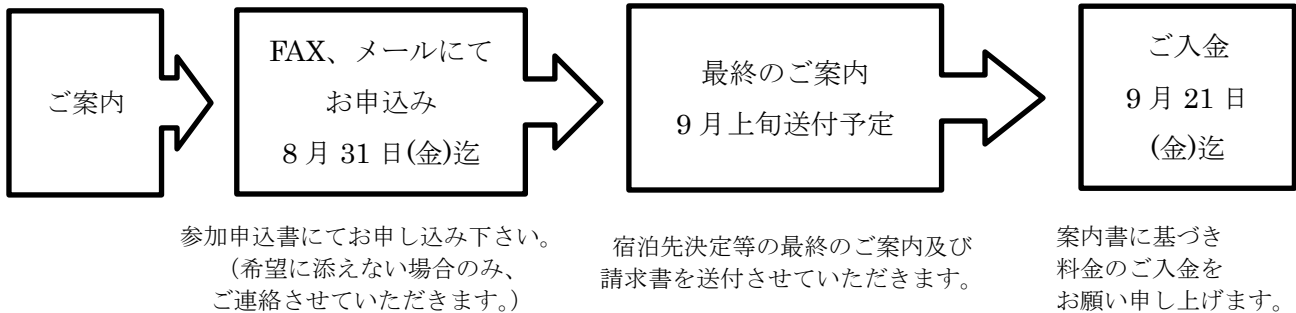 ご案内
FAX、メールにて
お申込み
8月31日(金)迄
最終のご案内
9月上旬送付予定
ご入金
9月21日
(金)迄
参加申込書にてお申し込み下さい。
（希望に添えない場合のみ、
ご連絡させていただきます。）
宿泊先決定等の最終のご案内及び
請求書を送付させていただきます。
案内書に基づき
料金のご入金を
お願い申し上げます。